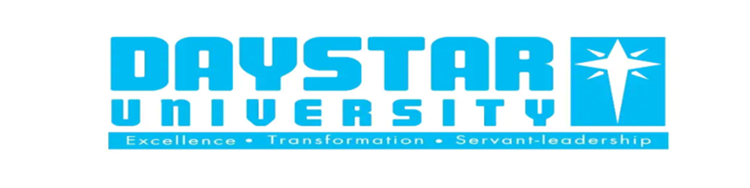 DAYSTAR
UNIVERSITY
Excellence • Transformation • Servant-leadership